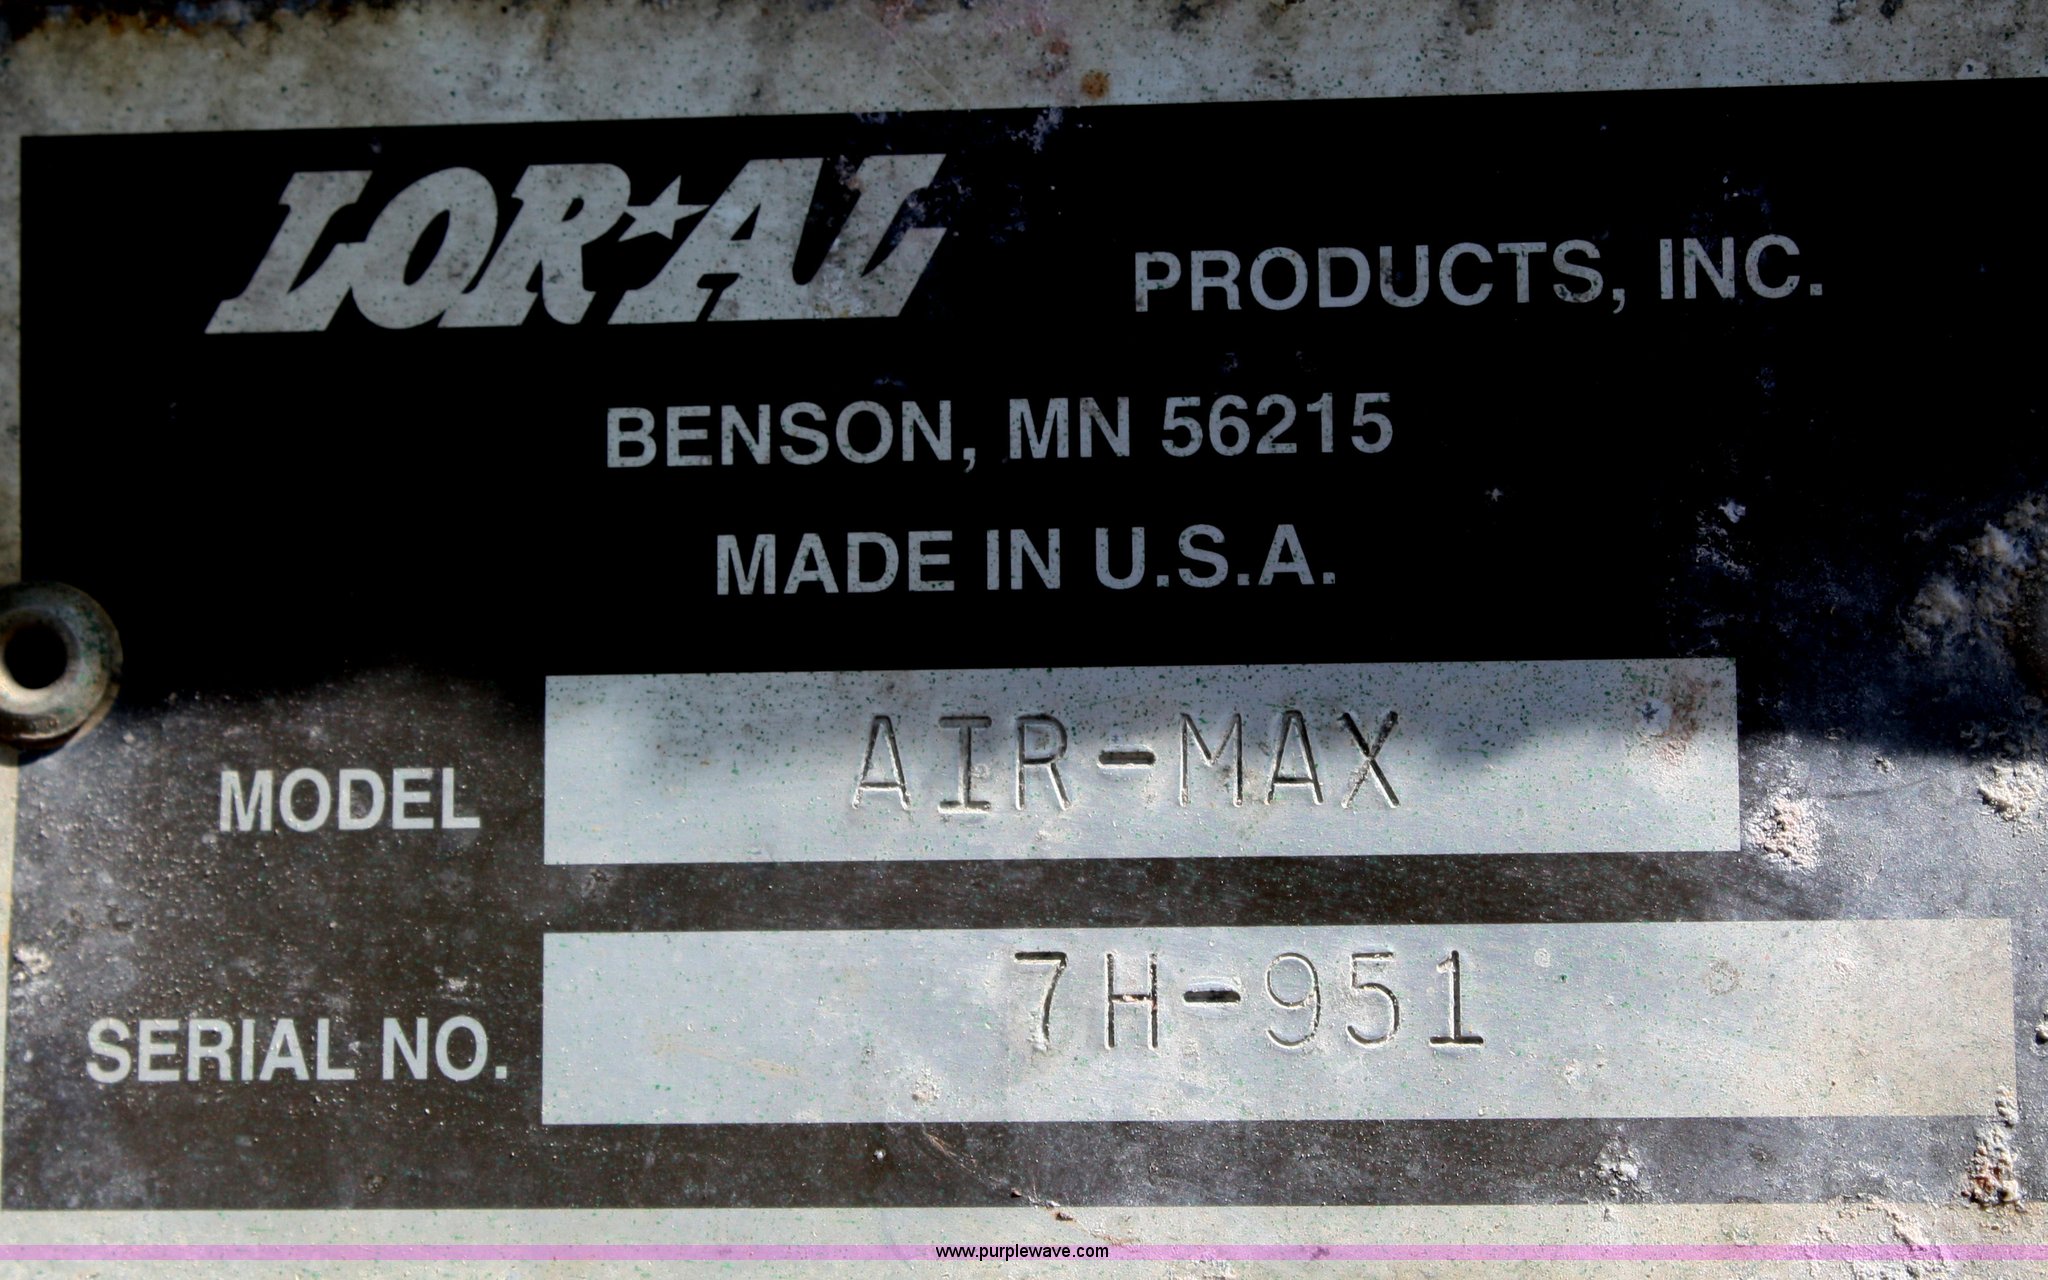 LOR★AL PRODUCTS, INC.
BENSON, MN 56215
MADE IN U.S.A.
MODEL AIR-MAX
SERIAL NO. 7H-951
www.purplewave.com